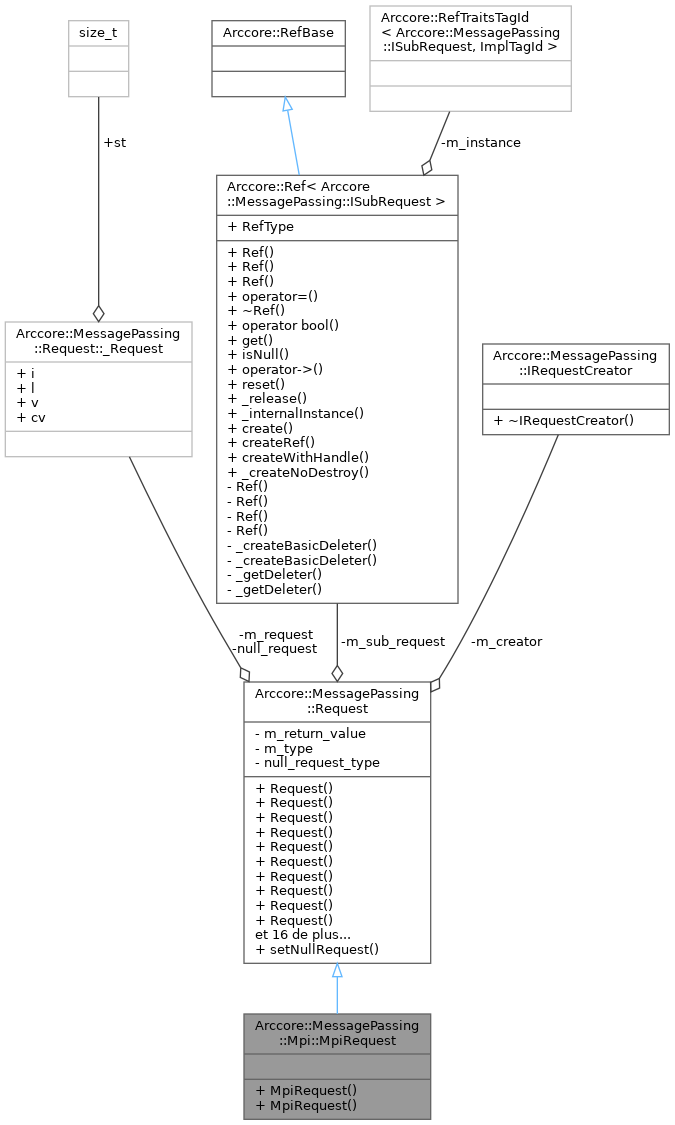 size_t
Arccore::RefBase
Arccore::RefTraitsTagId
< Arccore::MessagePassing
::ISubRequest, ImplTagId >
+st
-m_instance
Arccore::Ref< Arccore
::MessagePassing::ISubRequest >
+ RefType
+ Ref()
+ Ref()
+ Ref()
+ operator=()
+ ~Ref()
+ operator bool()
+ get()
+ isNull()
+ operator->()
+ reset()
+ _release()
+ _internalInstance()
+ create()
+ createRef()
+ createWithHandle()
+ _createNoDestroy()
- Ref()
- Ref()
- Ref()
- Ref()
- _createBasicDeleter()
- _createBasicDeleter()
- _getDeleter()
- _getDeleter()
Arccore::MessagePassing
::Request::_Request
+ i
+ l
+ v
+ cv
Arccore::MessagePassing
::IRequestCreator
+ ~IRequestCreator()
-m_request
-null_request
-m_sub_request
-m_creator
Arccore::MessagePassing
::Request
- m_return_value
- m_type
- null_request_type
+ Request()
+ Request()
+ Request()
+ Request()
+ Request()
+ Request()
+ Request()
+ Request()
+ Request()
+ Request()
et 16 de plus...
+ setNullRequest()
Arccore::MessagePassing
::Mpi::MpiRequest
+ MpiRequest()
+ MpiRequest()